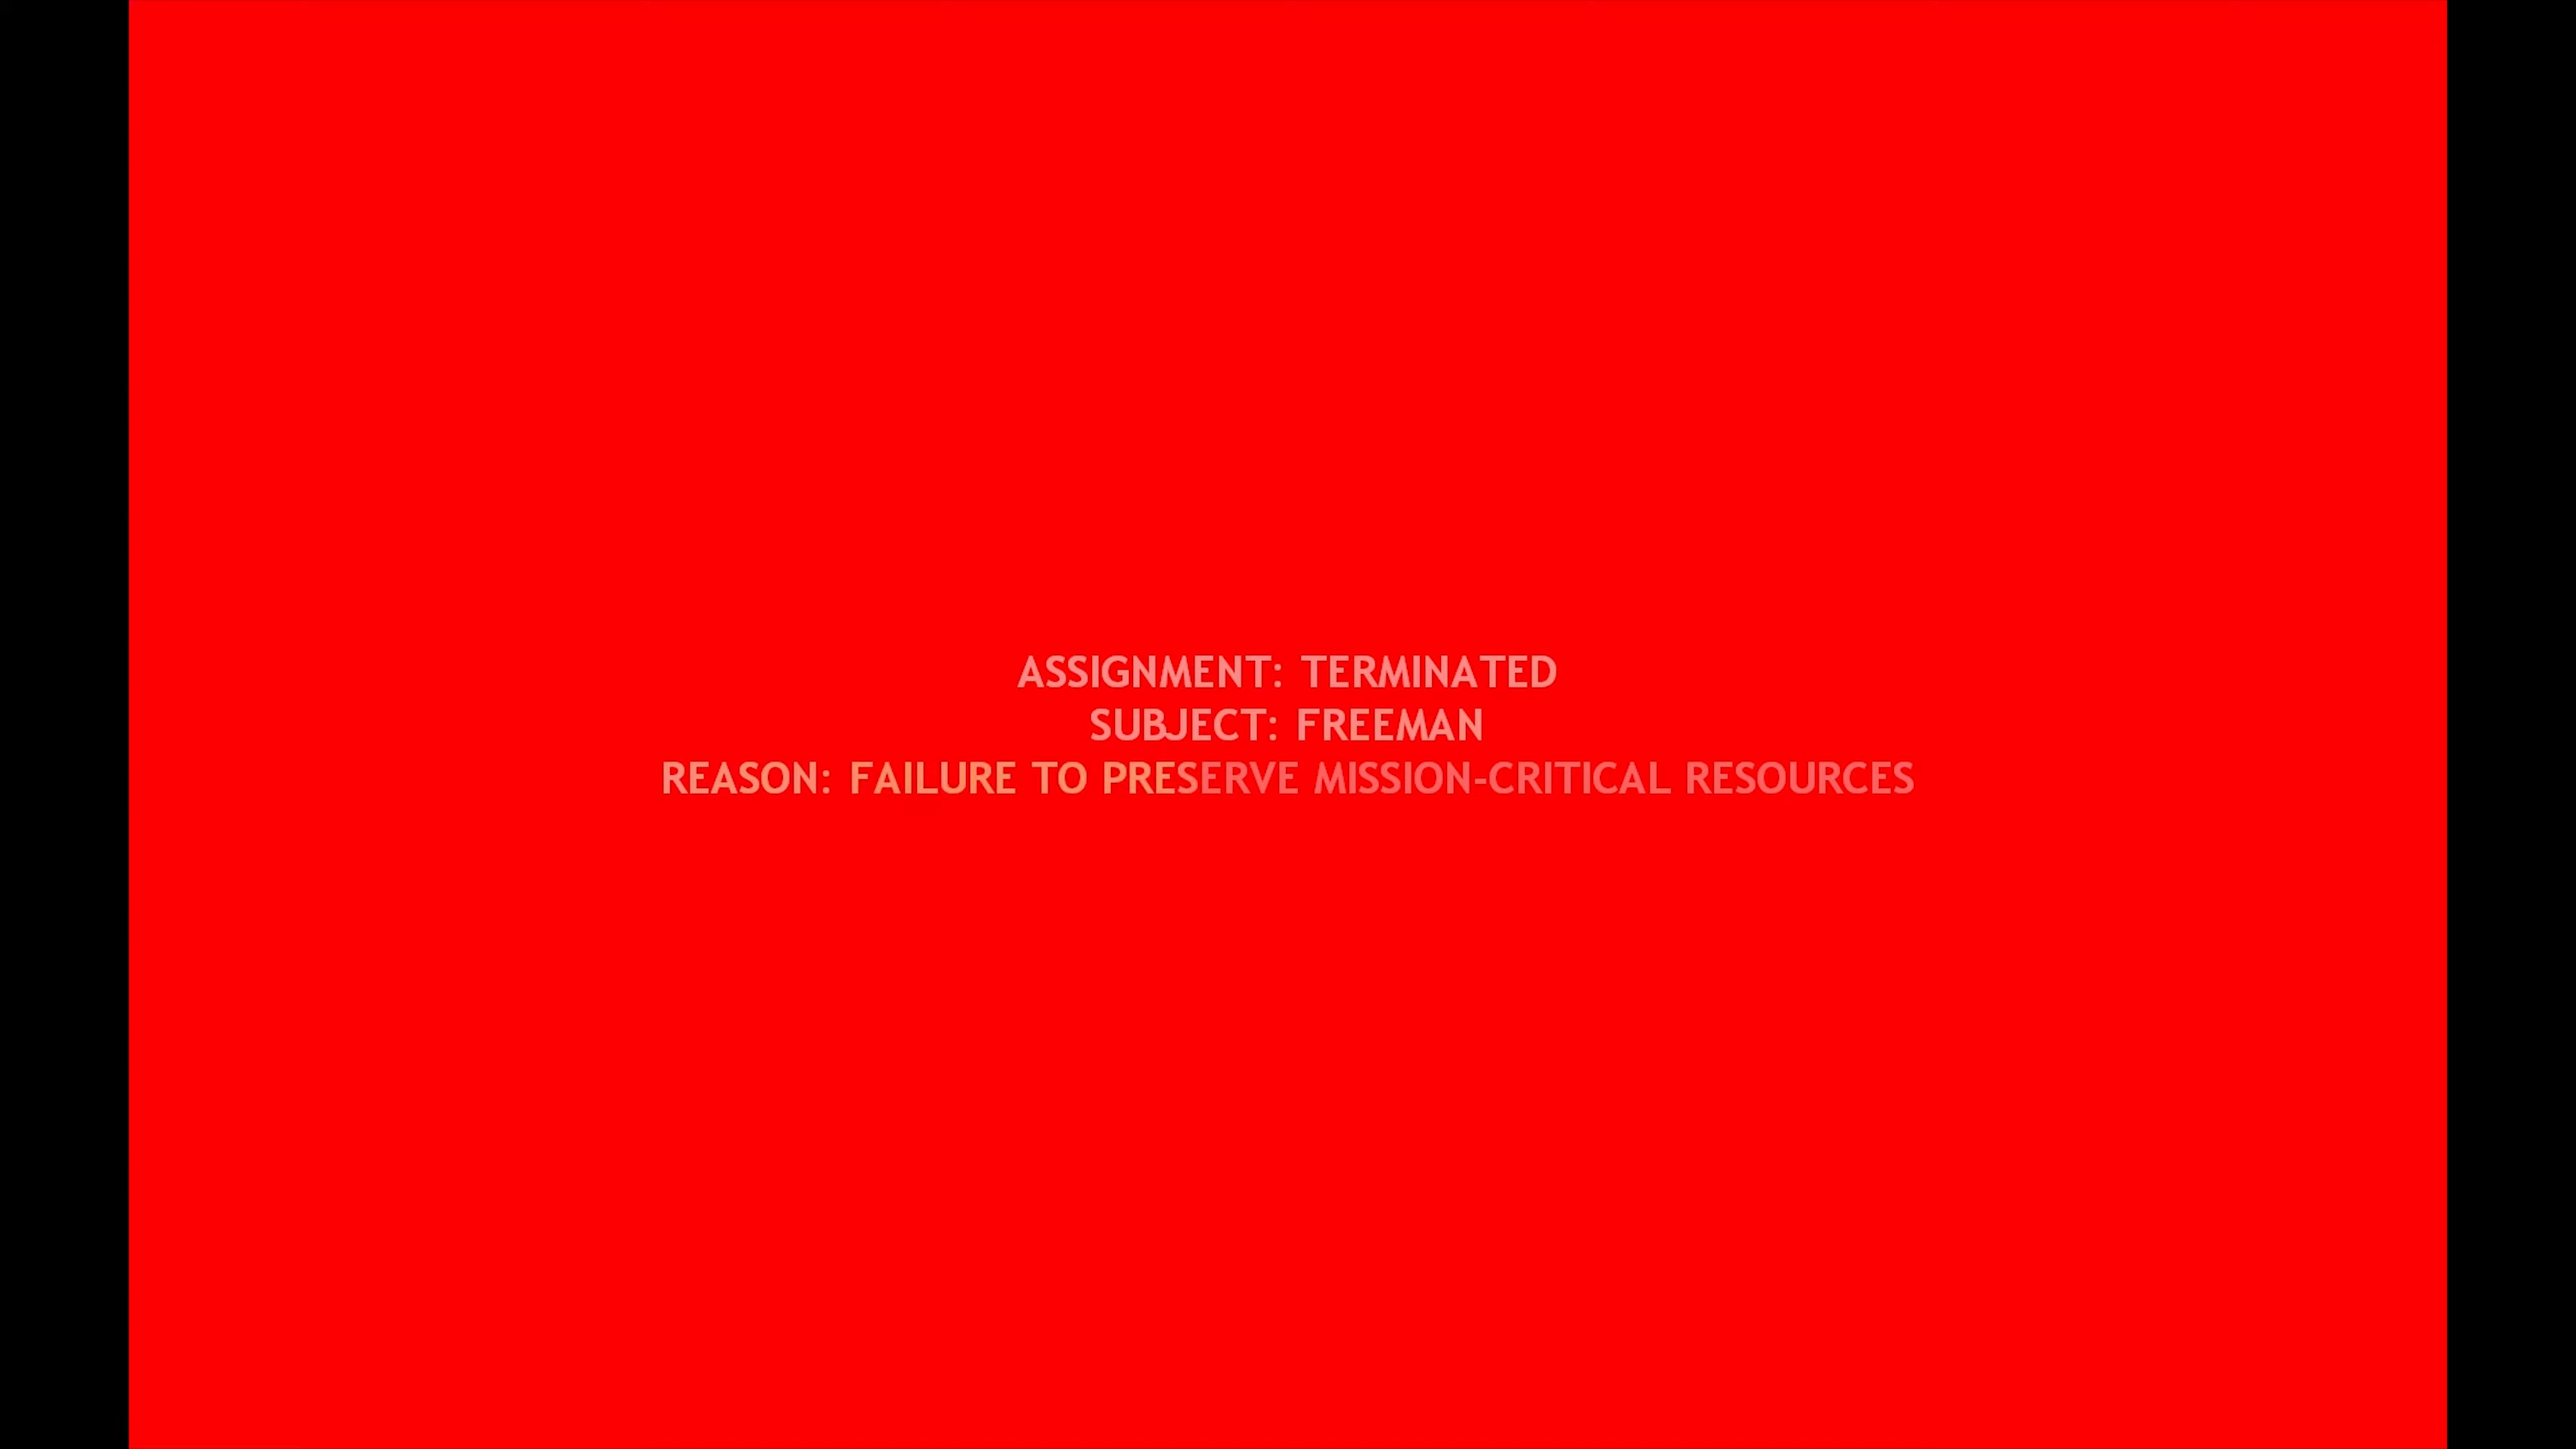 ASSIGNMENT: TERMINATED
SUBJECT: FREEMAN
REASON: FAILURE TO PRESERVE MISSION-CRITICAL RESOURCES